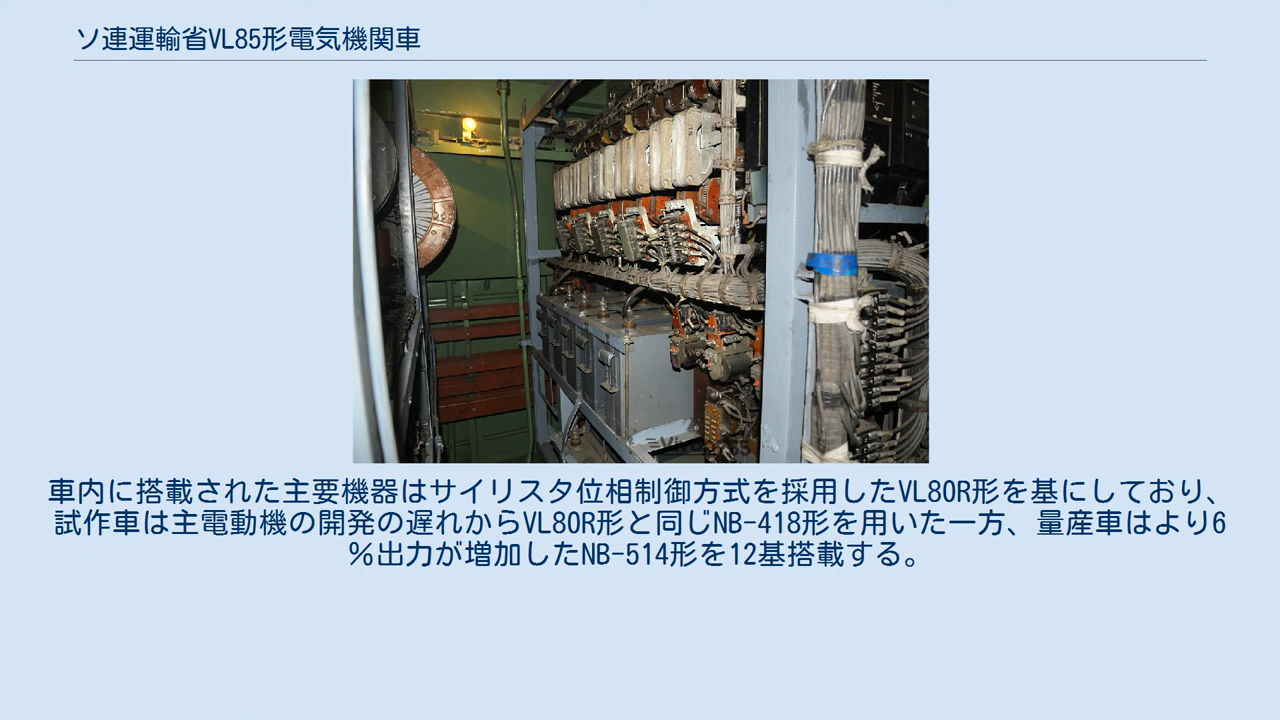 ソ連運輸省VL85形電気機関車
車内に搭載された主要機器はサイリスタ位相制御方式を採用したVL80R形を基にしており、
試作車は主電動機の開発の遅れからVL80R形と同じNB-418形を用いた一方、量産車はより6
％出力が増加したNB-514形を12基搭載する。